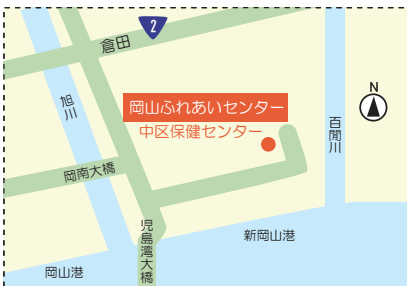 倉田
2
旭川
岡山ふれあいセンター
中区保健センター
N
百間川
岡南大橋
児島湾大橋
新岡山港
岡山港